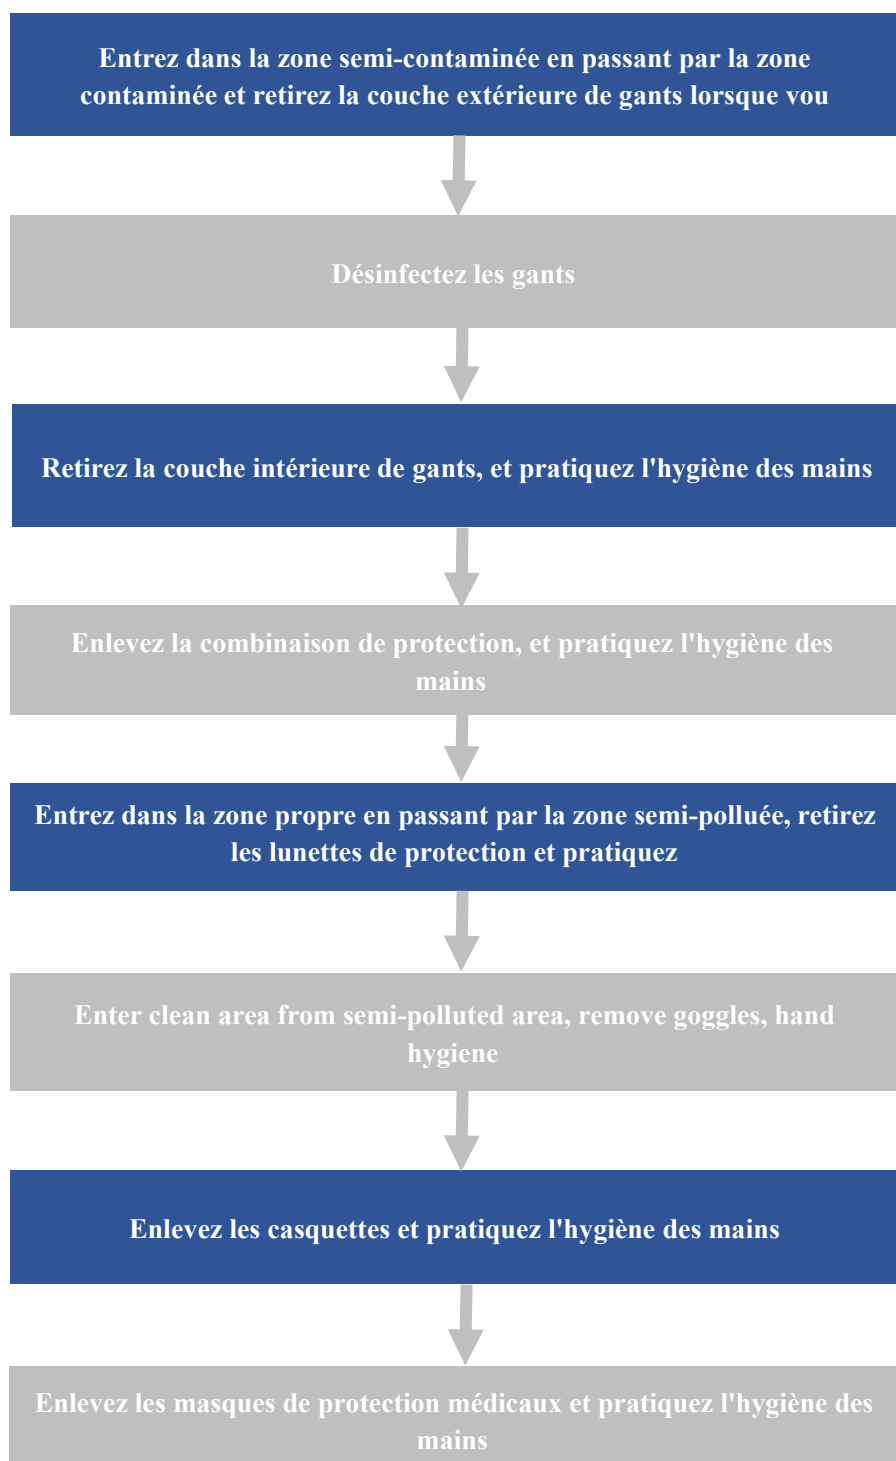 Entrez dans la zone semi-contaminée en passant par la zone
contaminée et retirez la couche extérieure de gants lorsque vou
Désinfectez les gants
Retirez la couche intérieure de gants, et pratiquez l'hygiène des mains
Enlevez la combinaison de protection, et pratiquez l'hygiène des
mains
Entrez dans la zone propre en passant par la zone semi-polluée, retirez
les lunettes de protection et pratiquez
Enter clean area from semi-polluted area, remove goggles, hand
hygiene
Enlevez les casquettes et pratiquez l'hygiène des mains
Enlevez les masques de protection médicaux et pratiquez l'hygiène des
mains